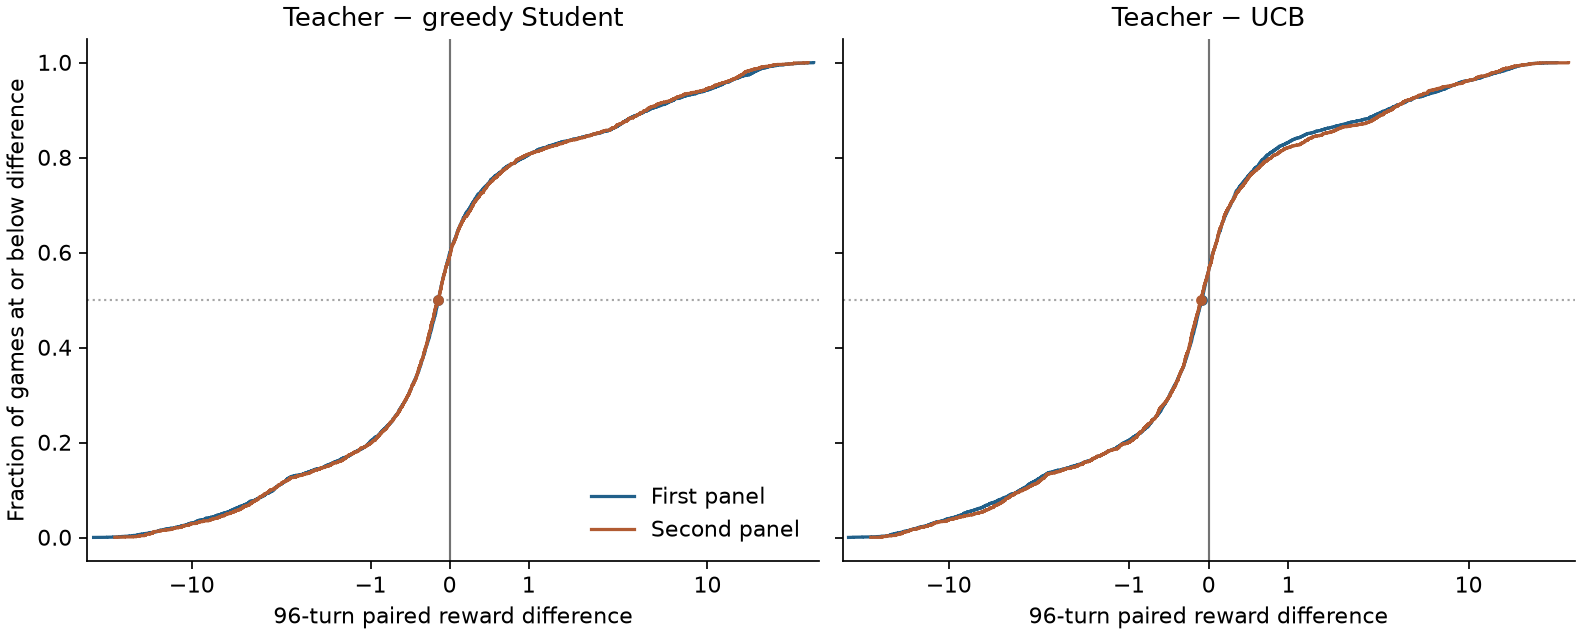 Teacher − greedy Student
Teacher − UCB
Fraction of games at or below difference
1.0
0.8
0.6
0.4
0.2
0.0
First panel
Second panel
−10
−1
0
1
10
−10
−1
0
1
10
96-turn paired reward difference
96-turn paired reward difference